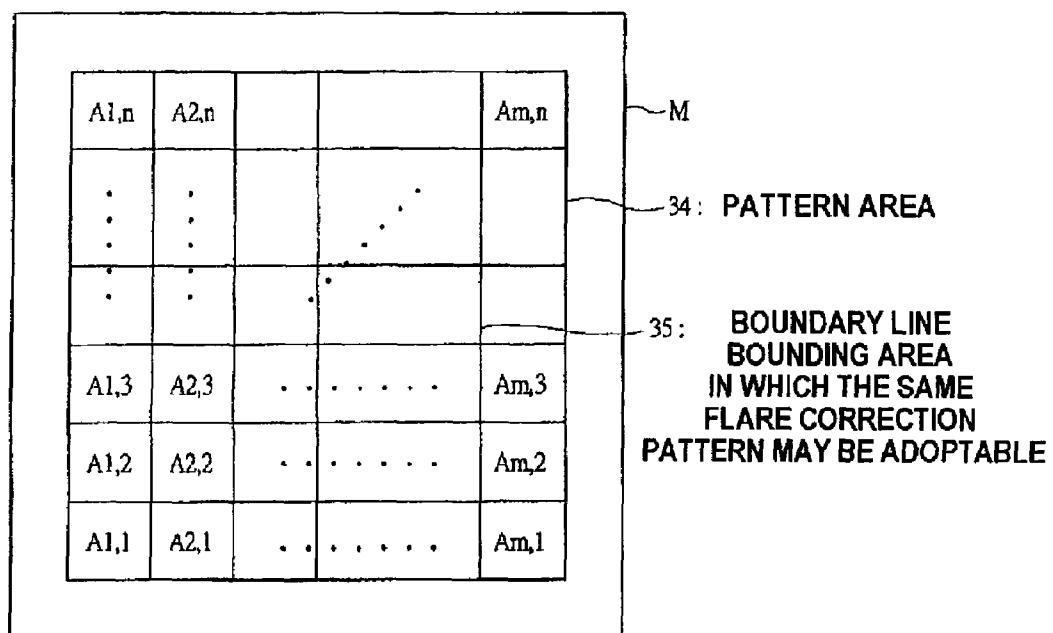 A1,n A2,n Am,n
M
34: PATTERN AREA
35: BOUNDARY LINE
BOUNDING AREA
IN WHICH THE SAME
FLARE CORRECTION
PATTERN MAY BE ADOPTABLE
A1,3 A2,3 . . . . . . . Am,3
A1,2 A2,2 . . . . . . . Am,2
A1,1 A2,1 . . . . . . . Am,1